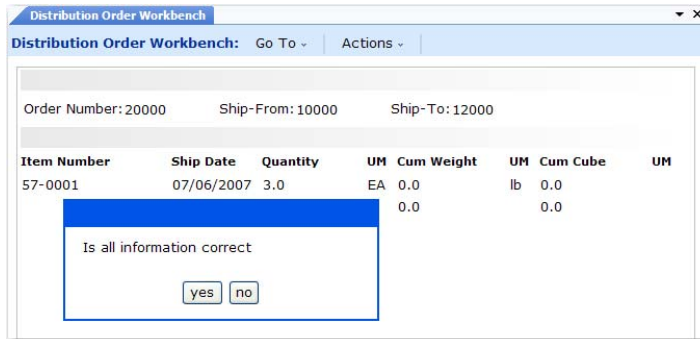 Distribution Order Workbench
Distribution Order Workbench: Go To Actions
Order Number: 20000 Ship-From: 10000 Ship-To: 12000
Item Number Ship Date Quantity UM Cum Weight UM Cum Cube UM
57-0001 07/06/2007 3.0 EA 0.0 lb 0.0
0.0 0.0
Is all information correct
yes no